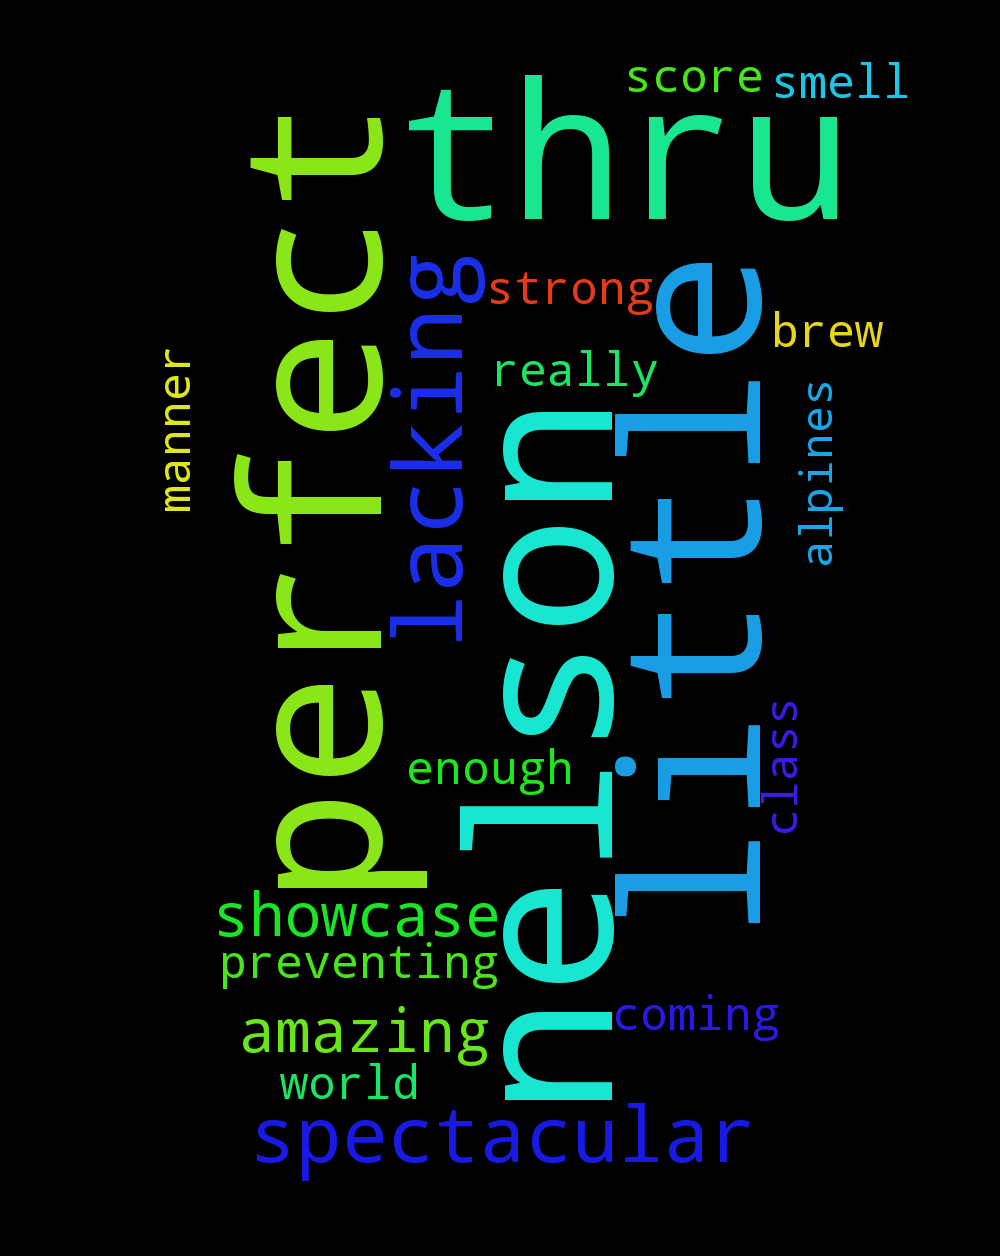 score
smell
thru
perfect
lacking
strong
little
brew
really
manner
alpines
nelson
class
enough
showcase
preventing
coming
amazing
world
spectacular